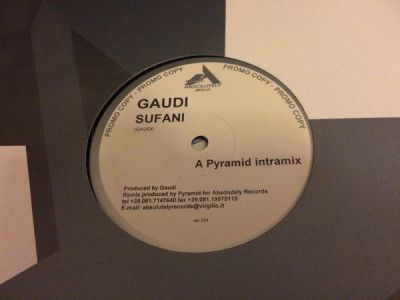 PROMO COPY - PROMO COPY - PROMO COPY - PROMO COPY
ABSOLUTELY
GAUDI
SUFANI
(GAUDI)
A Pyramid intramix
Produced by Gaudi
Remix produced by Pyramid for Absolutely Records
tel +39.081.7147640 fax +39.081.19575115
E-mail: absolutelyrecords@virgilio.it